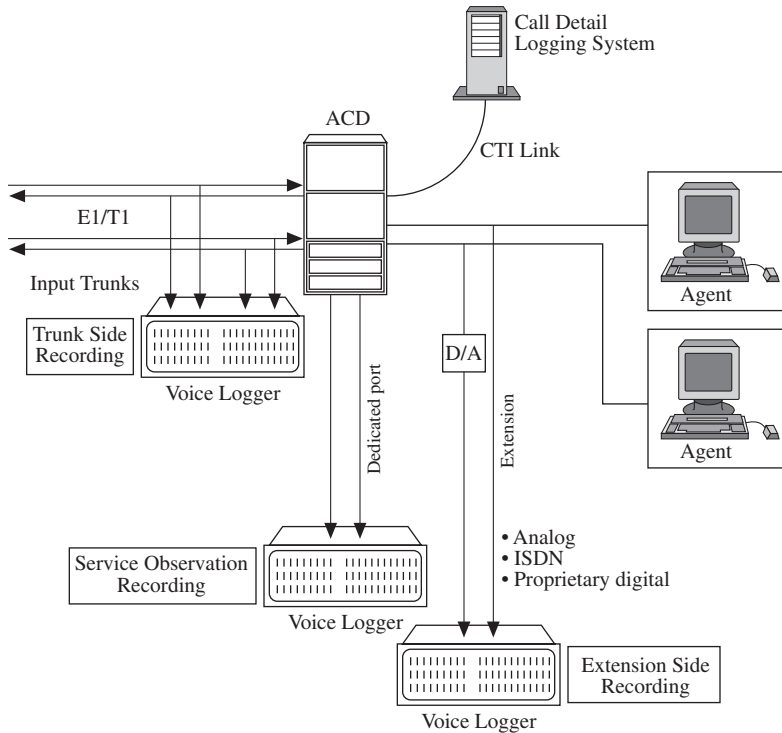 Call Detail
Logging System
ACD
CTI Link
E1/T1
Input Trunks
Agent
Trunk Side
Recording
Voice Logger
D/A
Dedicated port
Extension
Agent
• Analog
• ISDN
• Proprietary digital
Service Observation
Recording
Voice Logger
Extension Side
Recording
Voice Logger